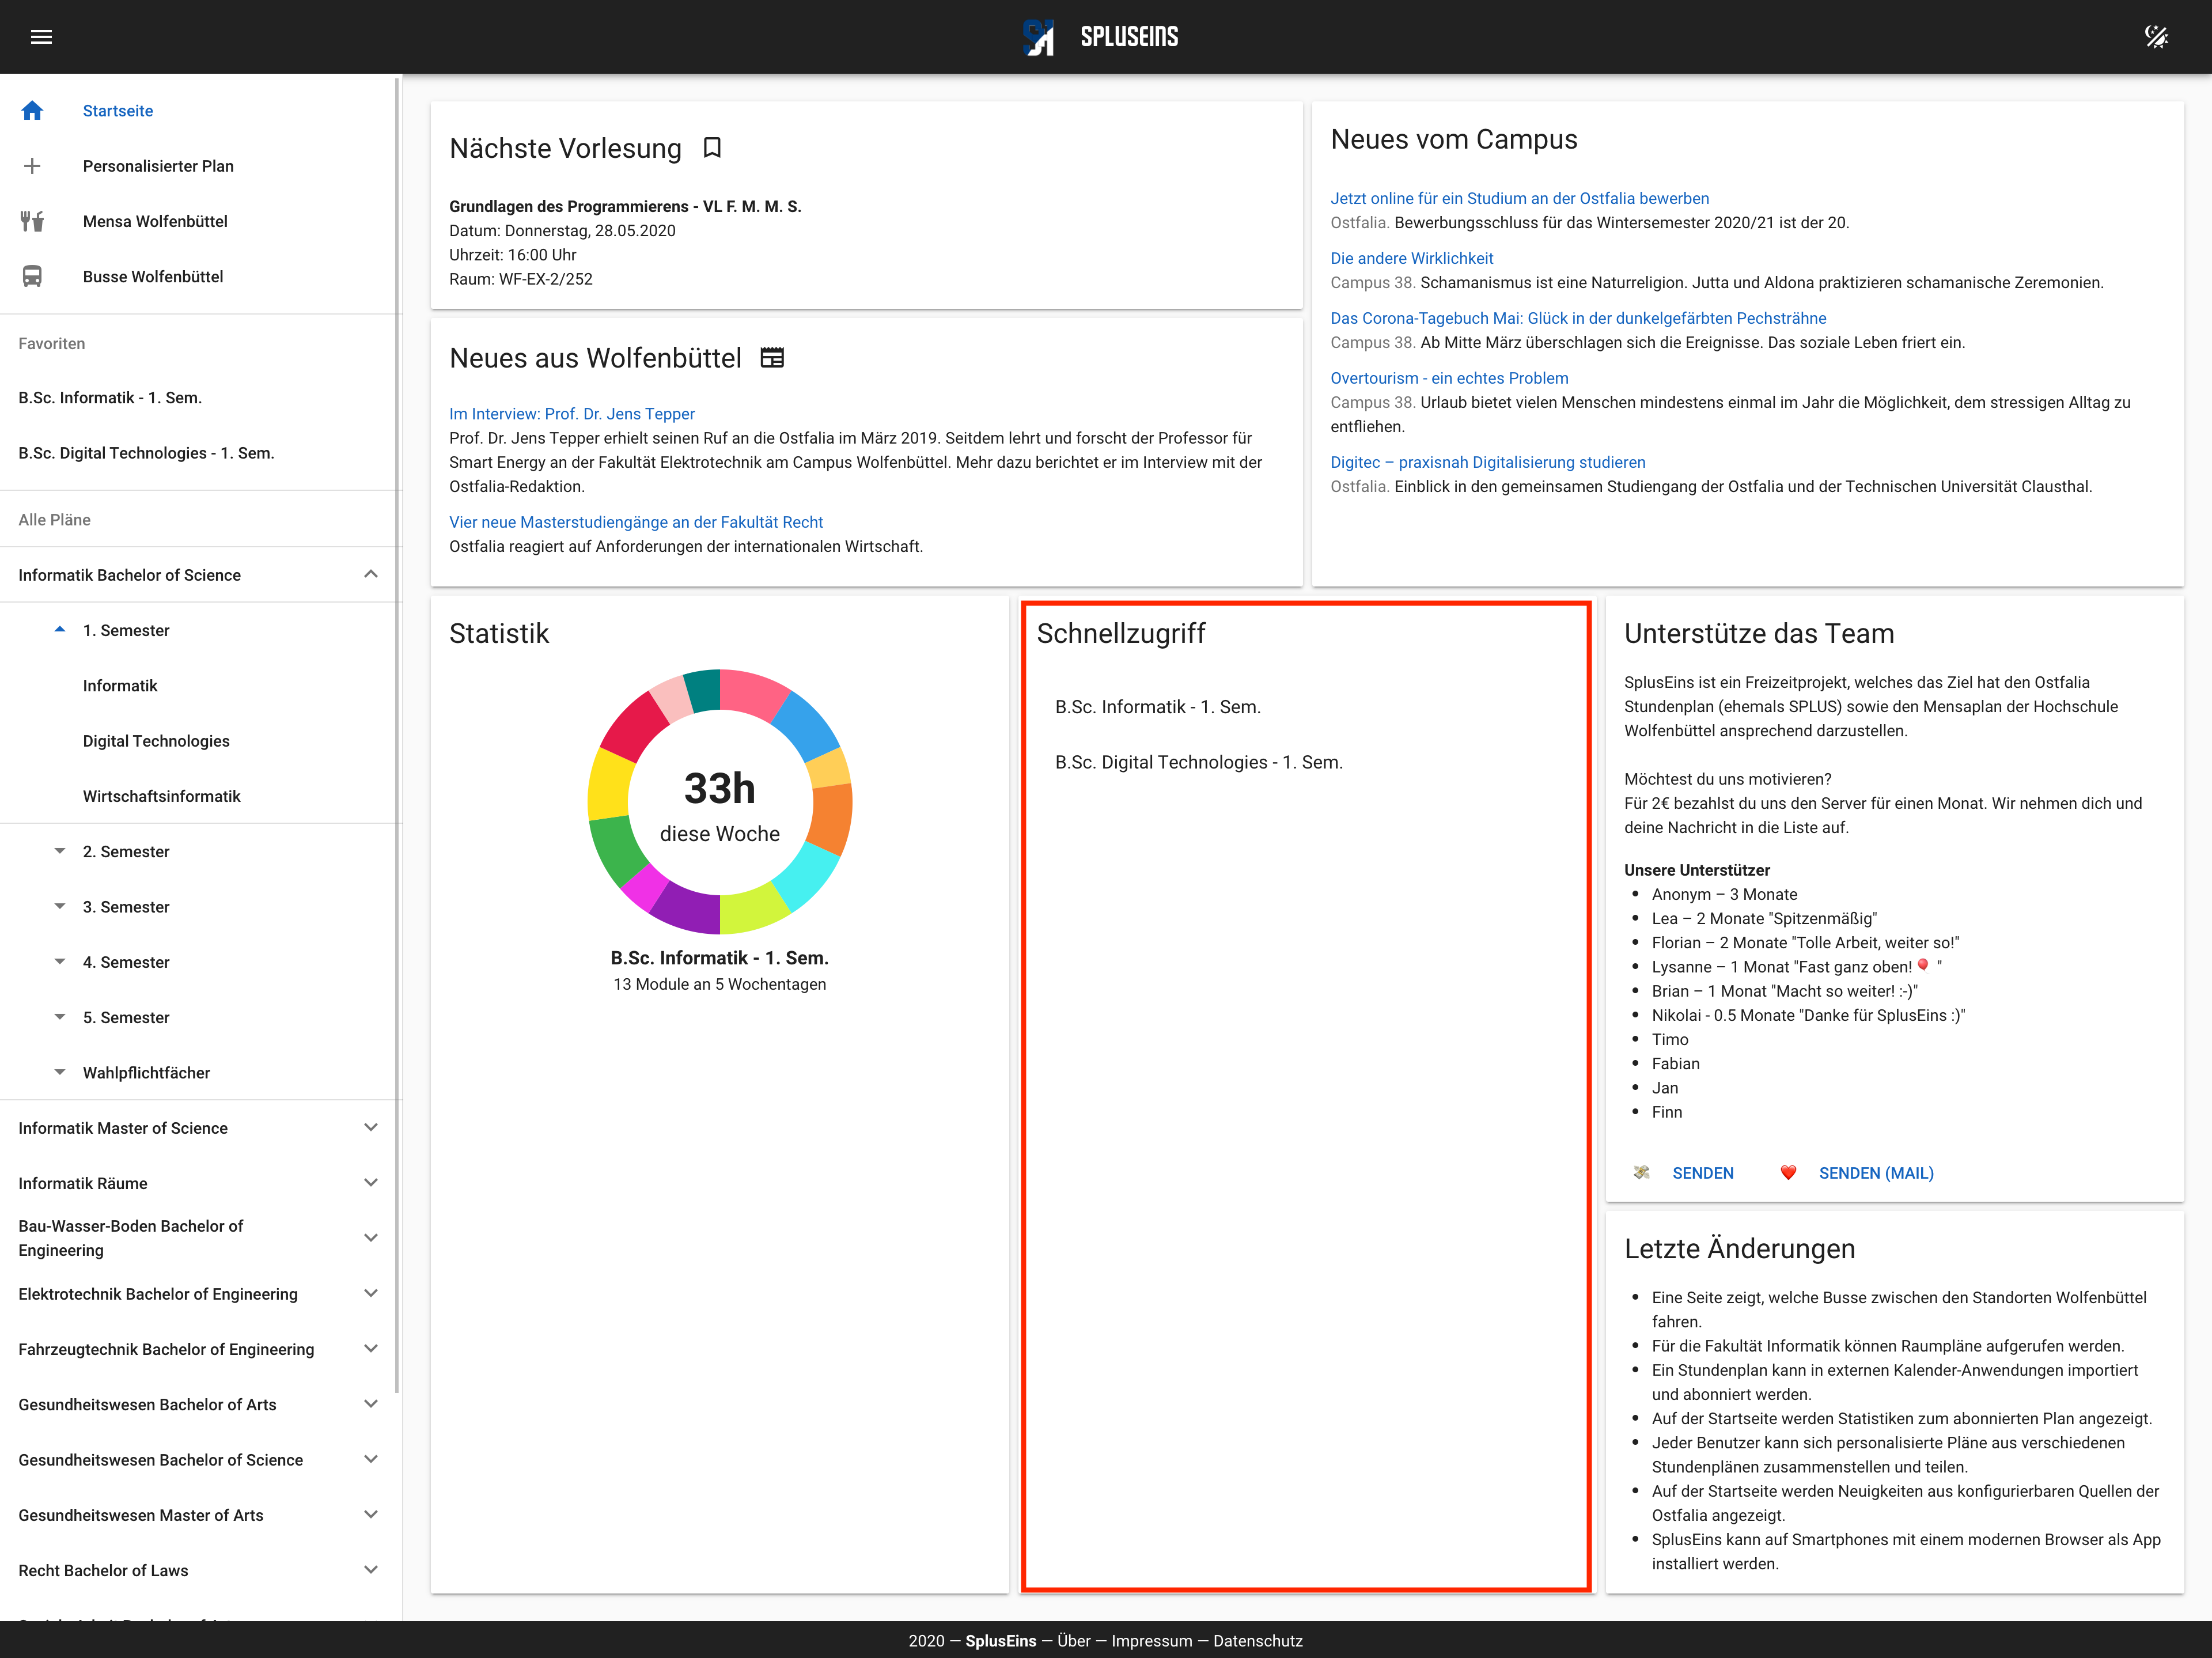 SPLUSEINS
Startseite
Personalisierter Plan
Mensa Wolfenbüttel
Busse Wolfenbüttel
Favoriten
B.Sc. Informatik - 1. Sem.
B.Sc. Digital Technologies - 1. Sem.
Alle Pläne
Informatik Bachelor of Science
1. Semester
Informatik
Digital Technologies
Wirtschaftsinformatik
2. Semester
3. Semester
4. Semester
5. Semester
Wahlpflichtfächer
Informatik Master of Science
Informatik Räume
Bau-Wasser-Boden Bachelor of
Engineering
Elektrotechnik Bachelor of Engineering
Fahrzeugtechnik Bachelor of Engineering
Gesundheitswesen Bachelor of Arts
Gesundheitswesen Bachelor of Science
Gesundheitswesen Master of Arts
Recht Bachelor of Laws
Nächste Vorlesung
Grundlagen des Programmierens - VL F. M. M. S.
Datum: Donnerstag, 28.05.2020
Uhrzeit: 16:00 Uhr
Raum: WF-EX-2/252
Neues aus Wolfenbüttel
Im Interview: Prof. Dr. Jens Tepper
Prof. Dr. Jens Tepper erhielt seinen Ruf an die Ostfalia im März 2019. Seitdem lehrt und forscht der Professor für
Smart Energy an der Fakultät Elektrotechnik am Campus Wolfenbüttel. Mehr dazu berichtet er im Interview mit der
Ostfalia-Redaktion.
Vier neue Masterstudiengänge an der Fakultät Recht
Ostfalia reagiert auf Anforderungen der internationalen Wirtschaft.
Neues vom Campus
Jetzt online für ein Studium an der Ostfalia bewerben
Ostfalia. Bewerbungsschluss für das Wintersemester 2020/21 ist der 20.
Die andere Wirklichkeit
Campus 38. Schamanismus ist eine Naturreligion. Jutta und Aldona praktizieren schamanische Zeremonien.
Das Corona-Tagebuch Mai: Glück in der dunkelgefärbten Pechsträhne
Campus 38. Ab Mitte März überschlagen sich die Ereignisse. Das soziale Leben friert ein.
Overtourism - ein echtes Problem
Campus 38. Urlaub bietet vielen Menschen mindestens einmal im Jahr die Möglichkeit, dem stressigen Alltag zu
entfliehen.
Digitec – praxisnah Digitalisierung studieren
Ostfalia. Einblick in den gemeinsamen Studiengang der Ostfalia und der Technischen Universität Clausthal.
Statistik
33h
diese Woche
B.Sc. Informatik - 1. Sem.
13 Module an 5 Wochentagen
Schnellzugriff
B.Sc. Informatik - 1. Sem.
B.Sc. Digital Technologies - 1. Sem.
Unterstütze das Team
SplusEins ist ein Freizeitprojekt, welches das Ziel hat den Ostfalia
Stundenplan (ehemals SPLUS) sowie den Mensaplan der Hochschule
Wolfenbüttel ansprechend darzustellen.
Möchtest du uns motivieren?
Für 2€ bezahlst du uns den Server für einen Monat. Wir nehmen dich und
deine Nachricht in die Liste auf.
Unsere Unterstützer
• Anonym – 3 Monate
• Lea – 2 Monate "Spitzenmäßig"
• Florian – 2 Monate "Tolle Arbeit, weiter so!"
• Lysanne – 1 Monat "Fast ganz oben!🎈 "
• Brian – 1 Monat "Macht so weiter! :-)"
• Nikolai - 0.5 Monate "Danke für SplusEins :)"
• Timo
• Fabian
• Jan
• Finn
💸 SENDEN ❤️ SENDEN (MAIL)
Letzte Änderungen
• Eine Seite zeigt, welche Busse zwischen den Standorten Wolfenbüttel
fahren.
• Für die Fakultät Informatik können Raumpläne aufgerufen werden.
• Ein Stundenplan kann in externen Kalender-Anwendungen importiert
und abonniert werden.
• Auf der Startseite werden Statistiken zum abonnierten Plan angezeigt.
• Jeder Benutzer kann sich personalisierte Pläne aus verschiedenen
Stundenplänen zusammenstellen und teilen.
• Auf der Startseite werden Neuigkeiten aus konfigurierbaren Quellen der
Ostfalia angezeigt.
• SplusEins kann auf Smartphones mit einem modernen Browser als App
installiert werden.
2020 — SplusEins — Über — Impressum — Datenschutz